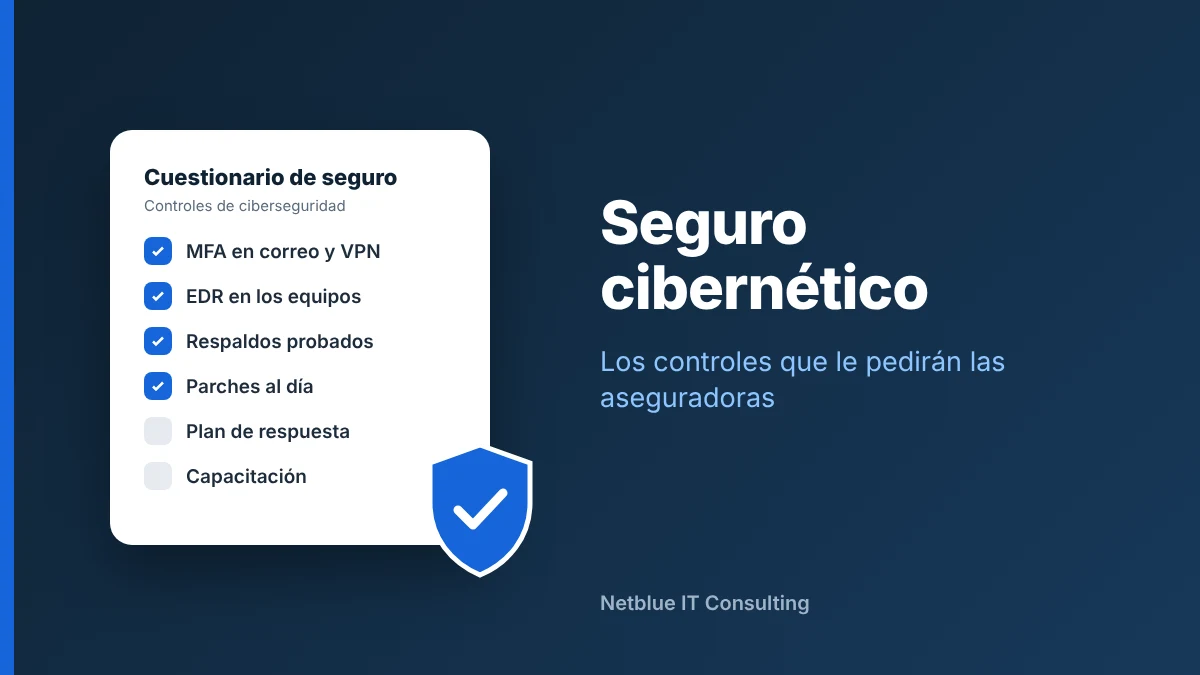 Cuestionario de seguro
Controles de ciberseguridad
MFA en correo y VPN
EDR en los equipos
Respaldos probados
Parches al día
Plan de respuesta
Capacitación
Seguro
cibernético
Los controles que le pedirán las
aseguradoras
Netblue IT Consulting